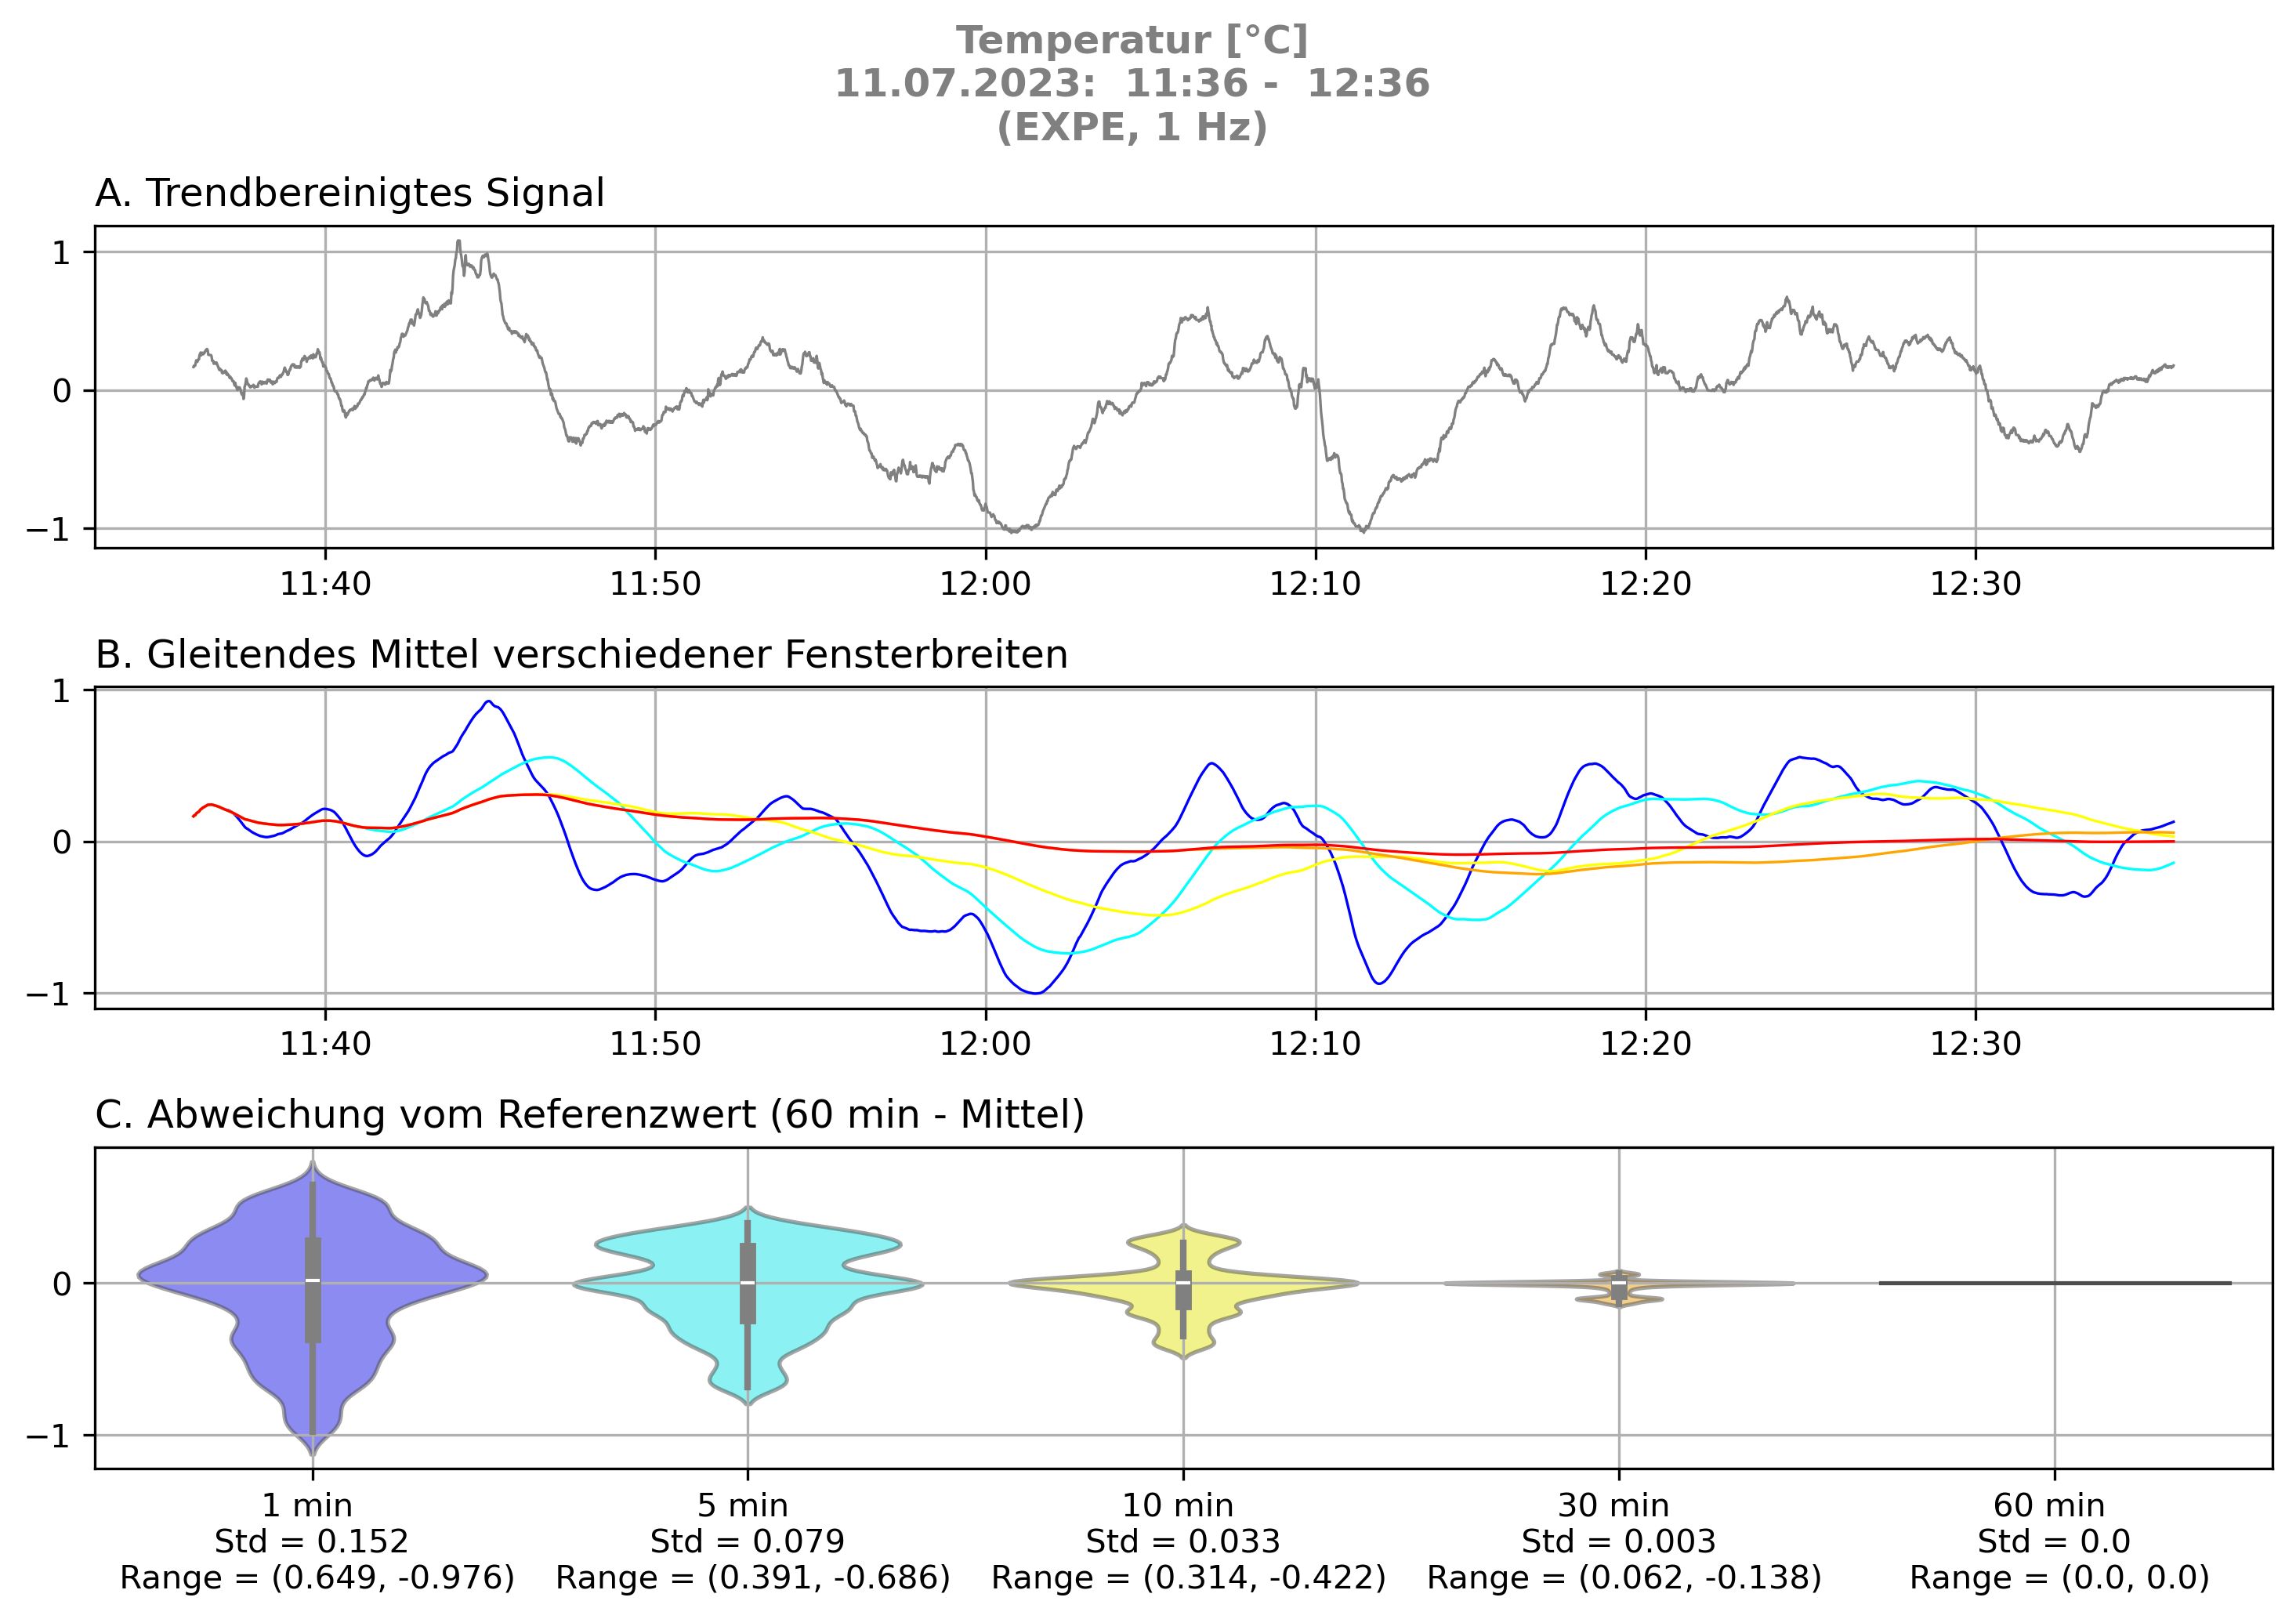 Temperatur [°C]
11.07.2023:  11:36 -  12:36
(EXPE, 1 Hz)
A. Trendbereinigtes Signal
1
0
−1
11:40 11:50 12:00 12:10 12:20 12:30
B. Gleitendes Mittel verschiedener Fensterbreiten
1
0
−1
11:40 11:50 12:00 12:10 12:20 12:30
C. Abweichung vom Referenzwert (60 min - Mittel)
0
−1
1 min
Std = 0.152
Range = (0.649, -0.976)
5 min
Std = 0.079
Range = (0.391, -0.686)
10 min
Std = 0.033
Range = (0.314, -0.422)
30 min
Std = 0.003
Range = (0.062, -0.138)
60 min
Std = 0.0
Range = (0.0, 0.0)